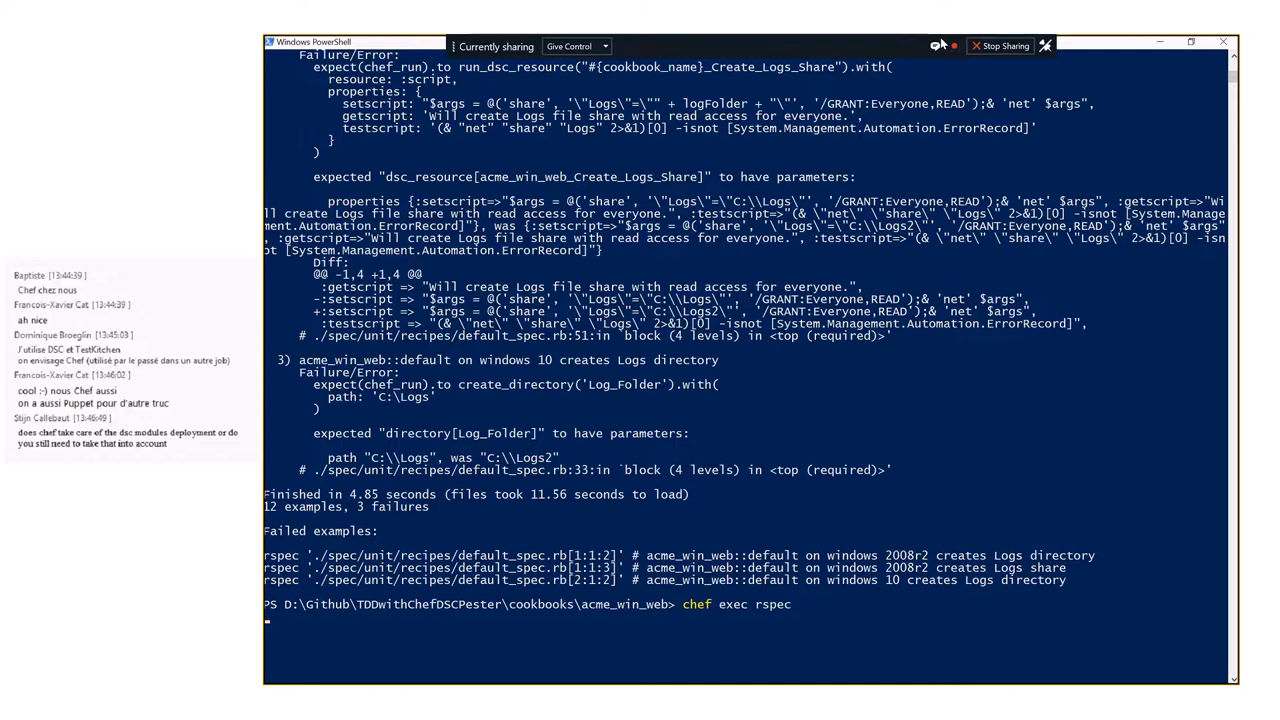 Windows PowerShell
Currently sharing
Give Control
Stop Sharing
Failure/Error:
expect(chef_run).to run_dsc_resource("#{cookbook_name}_Create_Logs_Share").with(
resource: :script,
properties: {
setscript: "$args = @('share', '\"Logs\"=\"" + logFolder + "\"', '/GRANT:Everyone,READ');& 'net' $args",
getscript: 'Will create Logs file share with read access for everyone.',
testscript: '(& "net" "share" "Logs" 2>&1)[0] -isnot [System.Management.Automation.ErrorRecord]'
}
)
expected "dsc_resource[acme_win_web_Create_Logs_Share]" to have parameters:
properties {:setscript=>"$args = @('share', '\"Logs\"=\"C:\\Logs\"', '/GRANT:Everyone,READ');& 'net' $args", :getscript=>"Wi
ll create Logs file share with read access for everyone.", :testscript=>"(& \"net\" \"share\" \"Logs\" 2>&1)[0] -isnot [System.Manage
ment.Automation.ErrorRecord]"}, was {:setscript=>"$args = @('share', '\"Logs\"=\"C:\\Logs2\"', '/GRANT:Everyone,READ');& 'net' $args"
, :getscript=>"Will create Logs file share with read access for everyone.", :testscript=>"(& \"net\" \"share\" \"Logs\" 2>&1)[0] -isn
ot [System.Management.Automation.ErrorRecord]"}
Diff:
@@ -1,4 +1,4 @@
:getscript => "Will create Logs file share with read access for everyone.",
-:setscript => "$args = @('share', '\"Logs\"=\"C:\\Logs\"', '/GRANT:Everyone,READ');& 'net' $args",
+:setscript => "$args = @('share', '\"Logs\"=\"C:\\Logs2\"', '/GRANT:Everyone,READ');& 'net' $args",
:testscript => "(& \"net\" \"share\" \"Logs\" 2>&1)[0] -isnot [System.Management.Automation.ErrorRecord]",
# ./spec/unit/recipes/default_spec.rb:51:in `block (4 levels) in <top (required)>'
3) acme_win_web::default on windows 10 creates Logs directory
Failure/Error:
expect(chef_run).to create_directory('Log_Folder').with(
path: 'C:\Logs'
)
expected "directory[Log_Folder]" to have parameters:
path "C:\\Logs", was "C:\\Logs2"
# ./spec/unit/recipes/default_spec.rb:33:in `block (4 levels) in <top (required)>'
Finished in 4.85 seconds (files took 11.56 seconds to load)
12 examples, 3 failures
Failed examples:
rspec './spec/unit/recipes/default_spec.rb[1:1:2]' # acme_win_web::default on windows 2008r2 creates Logs directory
rspec './spec/unit/recipes/default_spec.rb[1:1:3]' # acme_win_web::default on windows 2008r2 creates Logs share
rspec './spec/unit/recipes/default_spec.rb[2:1:2]' # acme_win_web::default on windows 10 creates Logs directory
PS D:\Github\TDDwithChefDSCPester\cookbooks\acme_win_web> chef exec rspec
Baptiste [13:44:39 ]
Chef chez nous
Francois-Xavier Cat [13:44:39 ]
ah nice
Dominique Broeglin [13:45:03 ]
J'utilise DSC et TestKitchen
on envisage Chef (utilisé par le passé dans un autre job)
Francois-Xavier Cat [13:46:02 ]
cool :-) nous Chef aussi
on a aussi Puppet pour d'autre truc
Stijn Callebaut [13:46:49 ]
does chef take care of the dsc modules deployment or do
you still need to take that into account